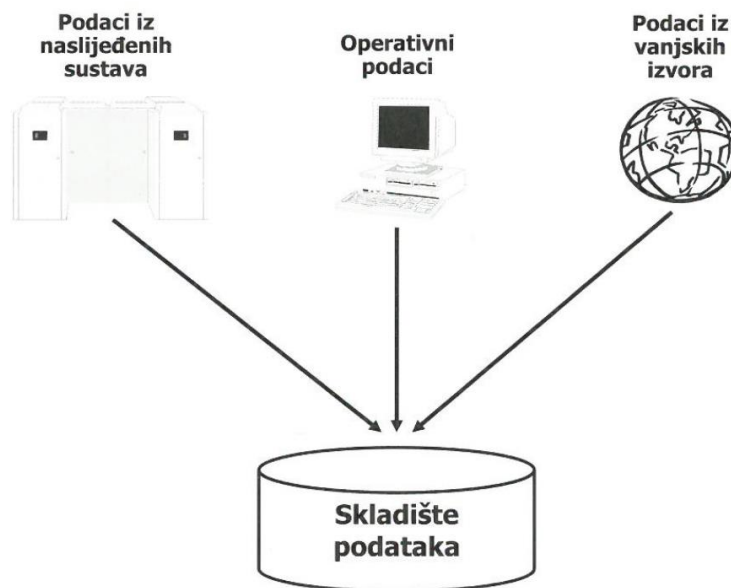 Podaci iz
naslijeđenih
sustava
Operativni
podaci
Podaci iz
vanjskih
izvora
Skladište
podataka